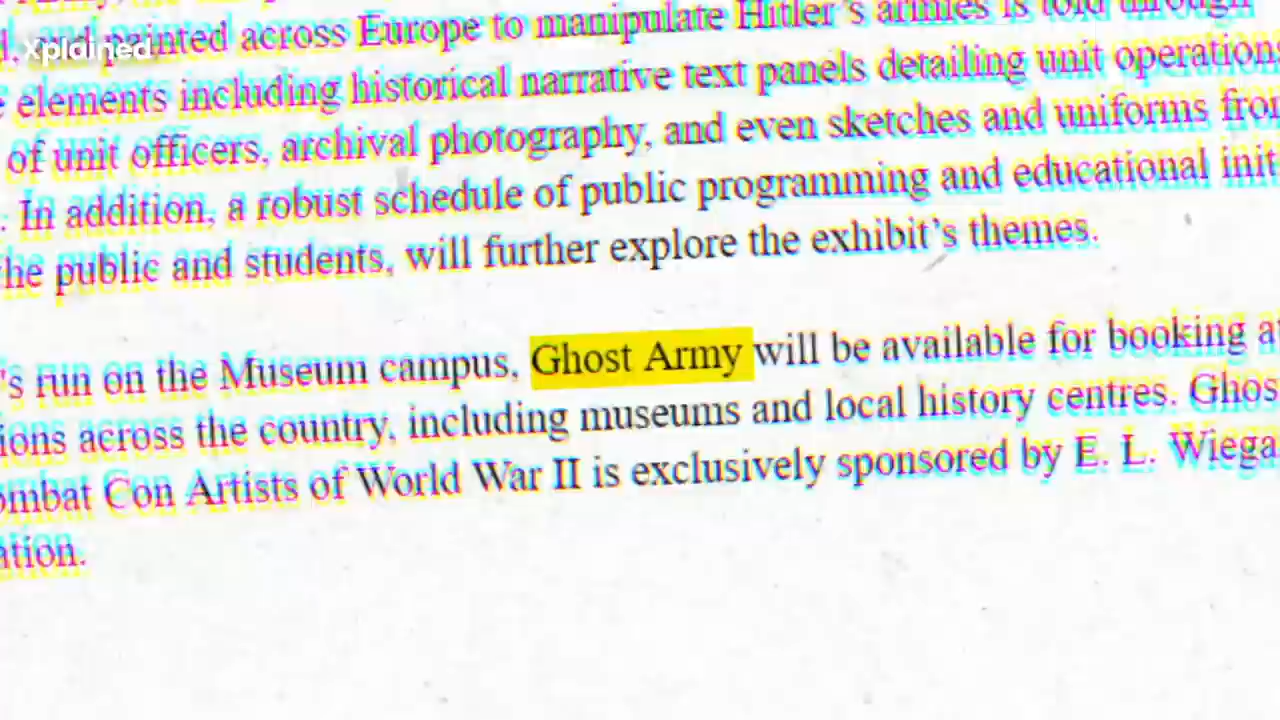 Xplained
and painted across Europe to manipulate Hitler's armies is told through
elements including historical narrative text panels detailing unit operations
of unit officers, archival photography, and even sketches and uniforms from
. In addition, a robust schedule of public programming and educational init
he public and students, will further explore the exhibit's themes.
's run on the Museum campus, Ghost Army will be available for booking a
ions across the country, including museums and local history centres. Ghos
ombat Con Artists of World War II is exclusively sponsored by E. L. Wiega
ation.